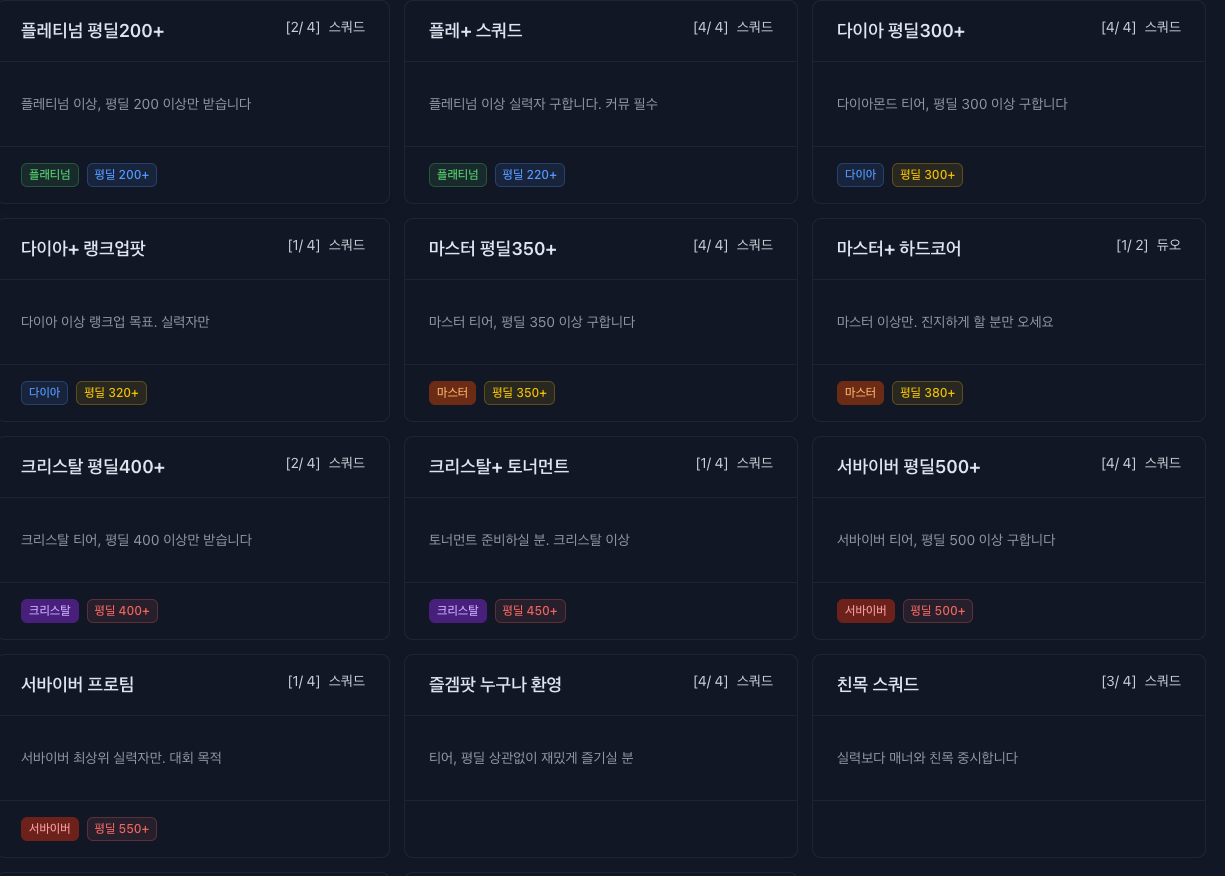 플레티넘 평딜200+ [2/ 4] 스쿼드
플레티넘 이상, 평딜 200 이상만 받습니다
플래티넘 평딜 200+
플레+ 스쿼드 [4/ 4] 스쿼드
플레티넘 이상 실력자 구합니다. 커뮤 필수
플래티넘 평딜 220+
다이아 평딜300+ [4/ 4] 스쿼드
다이아몬드 티어, 평딜 300 이상 구합니다
다이아 평딜 300+
다이아+ 랭크업팟 [1/ 4] 스쿼드
다이아 이상 랭크업 목표. 실력자만
다이아 평딜 320+
마스터 평딜350+ [4/ 4] 스쿼드
마스터 티어, 평딜 350 이상 구합니다
마스터 평딜 350+
마스터+ 하드코어 [1/ 2] 듀오
마스터 이상만. 진지하게 할 분만 오세요
마스터 평딜 380+
크리스탈 평딜400+ [2/ 4] 스쿼드
크리스탈 티어, 평딜 400 이상만 받습니다
크리스탈 평딜 400+
크리스탈+ 토너먼트 [1/ 4] 스쿼드
토너먼트 준비하실 분. 크리스탈 이상
크리스탈 평딜 450+
서바이버 평딜500+ [4/ 4] 스쿼드
서바이버 티어, 평딜 500 이상 구합니다
서바이버 평딜 500+
서바이버 프로팀 [1/ 4] 스쿼드
서바이버 최상위 실력자만. 대회 목적
서바이버 평딜 550+
즐겜팟 누구나 환영 [4/ 4] 스쿼드
티어, 평딜 상관없이 재밌게 즐기실 분
친목 스쿼드 [3/ 4] 스쿼드
실력보다 매너와 친목 중시합니다